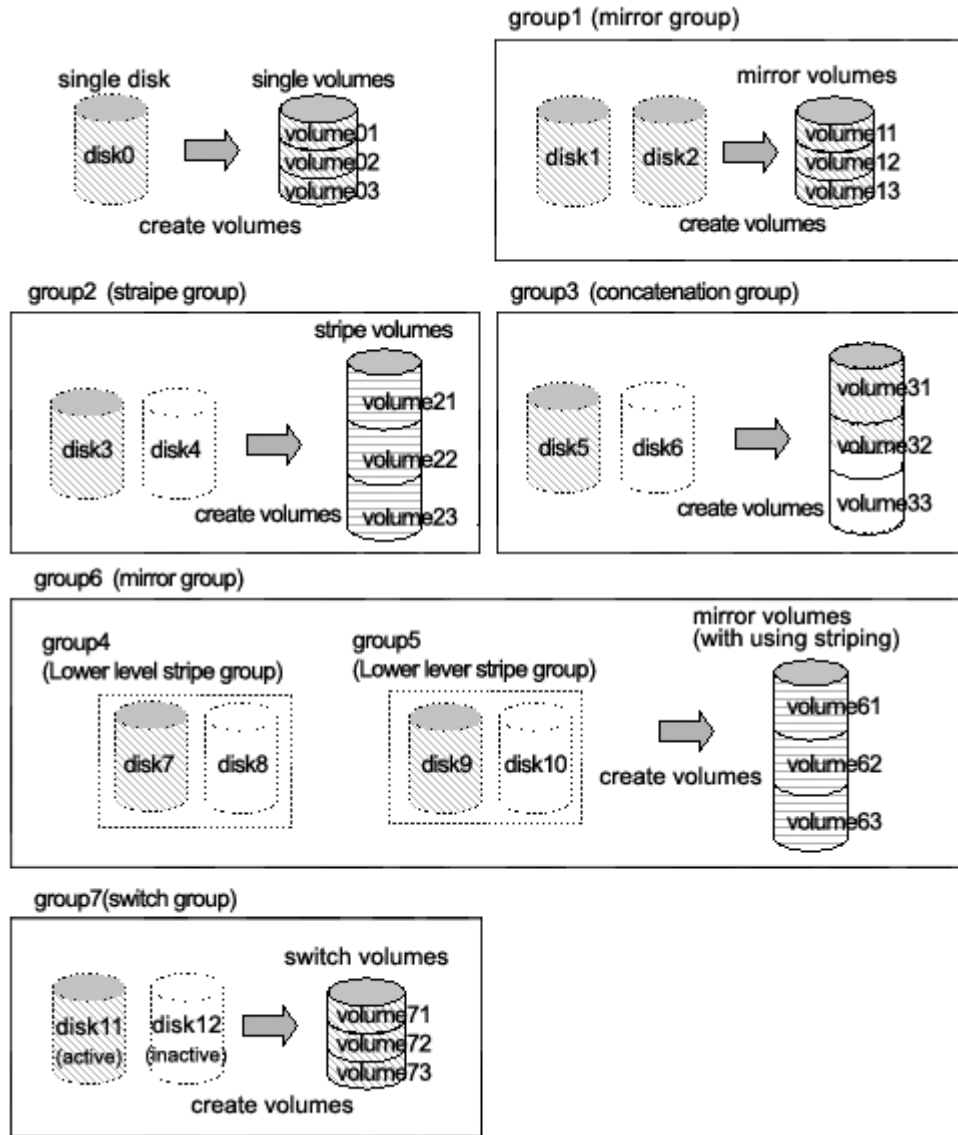 group1 (mirror group)
single disk
single volumes
disk0
volume01
volume02
volume03
create volumes
mirror volumes
disk1
disk2
volume11
volume12
volume13
create volumes
group2 (straipe group)
stripe volumes
disk3
disk4
volume21
volume22
volume23
create volumes
group3 (concatenation group)
disk5
disk6
volume31
volume32
volume33
create volumes
group6 (mirror group)
group4
(Lower level stripe group)
disk7
disk8
group5
(Lower lever stripe group)
disk9
disk10
create volumes
mirror volumes
(with using striping)
volume61
volume62
volume63
group7(switch group)
switch volumes
disk11
(active)
disk12
(inactive)
volume71
volume72
volume73
create volumes